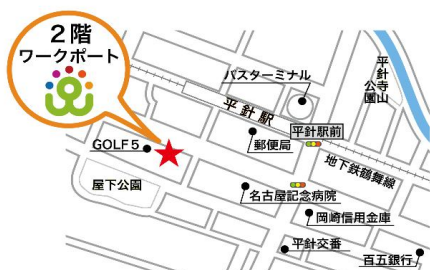 2階
ワークポート
バスターミナル
平針
公寺
園山
平針駅
平針駅前
郵便局
地下鉄鶴舞線
GOLF5
屋下公園
名古屋記念病院
岡崎信用金庫
平針交番
百五銀行